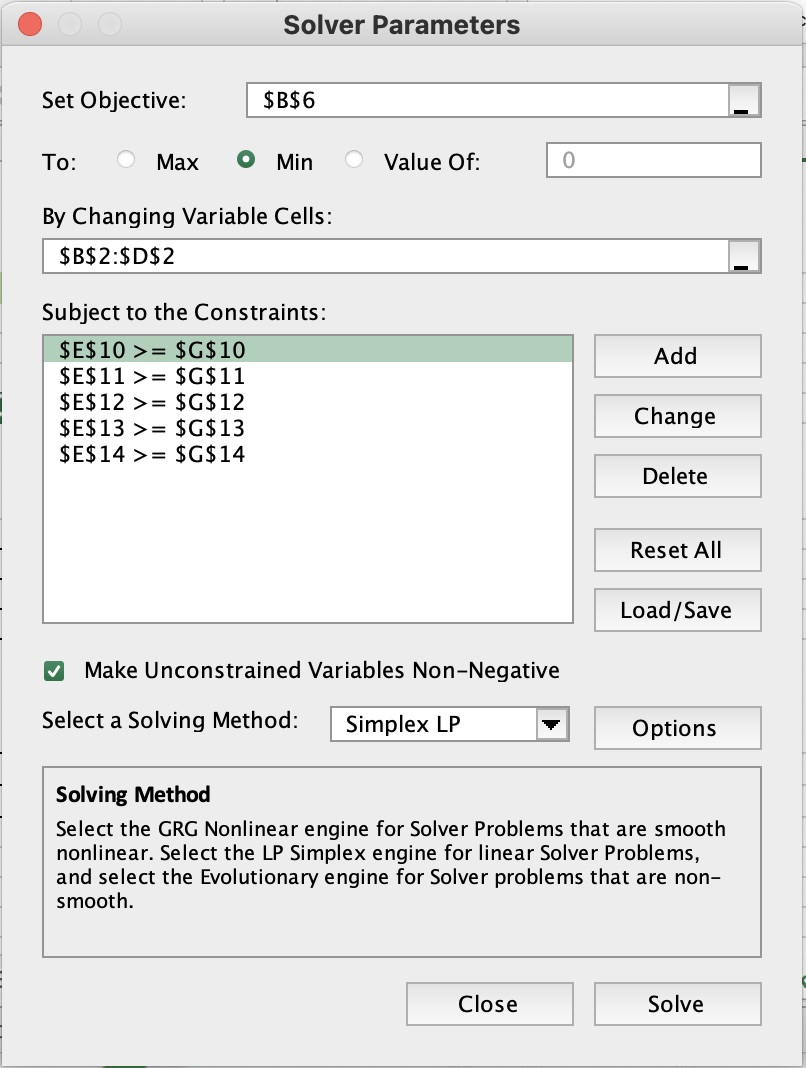 Solver Parameters
Set Objective: $B$6
To: Max Min Value Of: 0
By Changing Variable Cells:
$B$2:$D$2
Subject to the Constraints:
$E$10 >= $G$10
$E$11 >= $G$11
$E$12 >= $G$12
$E$13 >= $G$13
$E$14 >= $G$14
Add
Change
Delete
Reset All
Load/Save
Make Unconstrained Variables Non-Negative
Select a Solving Method: Simplex LP Options
Solving Method
Select the GRG Nonlinear engine for Solver Problems that are smooth
nonlinear. Select the LP Simplex engine for linear Solver Problems,
and select the Evolutionary engine for Solver problems that are non-
smooth.
Close Solve